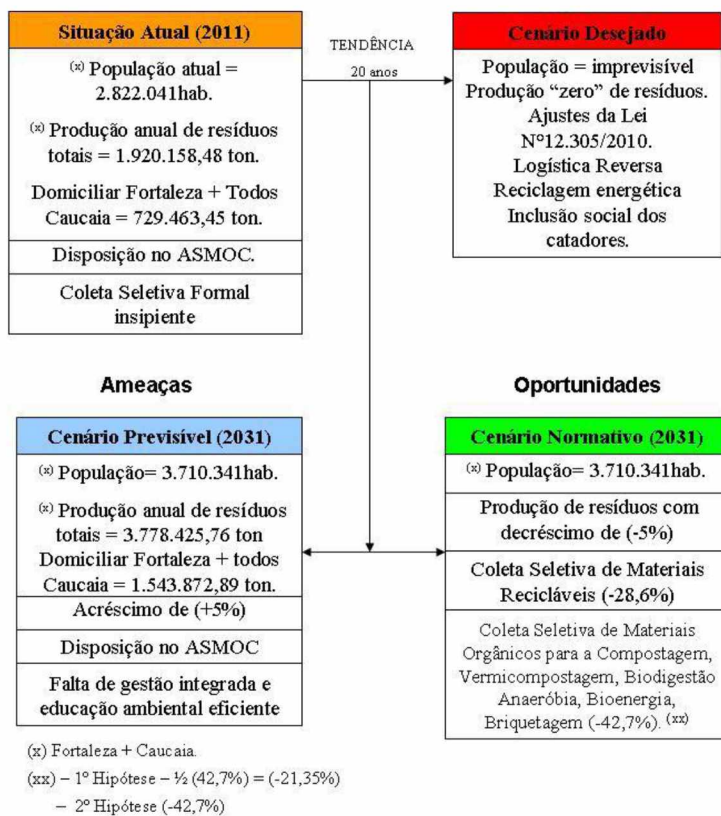 Situação Atual (2011)
(x) População atual =
2.822.041hab.
(x) Produção anual de resíduos
totais = 1.920.158,48 ton.
Domiciliar Fortaleza + Todos
Caucaia = 729.463,45 ton.
Disposição no ASMOC.
Coleta Seletiva Formal
insipiente
TENDÊNCIA
20 anos
Cenário Desejado
População = imprevisível
Produção “zero” de resíduos.
Ajustes da Lei
Nº12.305/2010.
Logística Reversa
Reciclagem energética
Inclusão social dos
catadores.
Ameaças
Cenário Previsível (2031)
(x) População= 3.710.341hab.
(x) Produção anual de resíduos
totais = 3.778.425,76 ton
Domiciliar Fortaleza + todos
Caucaia = 1.543.872,89 ton.
Acréscimo de (+5%)
Disposição no ASMOC
Falta de gestão integrada e
educação ambiental eficiente
Oportunidades
Cenário Normativo (2031)
(x) População= 3.710.341hab.
Produção de resíduos com
decréscimo de (-5%)
Coleta Seletiva de Materiais
Recicláveis (-28,6%)
Coleta Seletiva de Materiais
Orgânicos para a Compostagem,
Vermicompostagem, Biodigestão
Anaeróbia, Bioenergia,
Briquetagem (-42,7%). (xx)
(x) Fortaleza + Caucaia.
(xx) – 1º Hipótese – ½ (42,7%) = (-21,35%)
– 2º Hipótese (-42,7%)